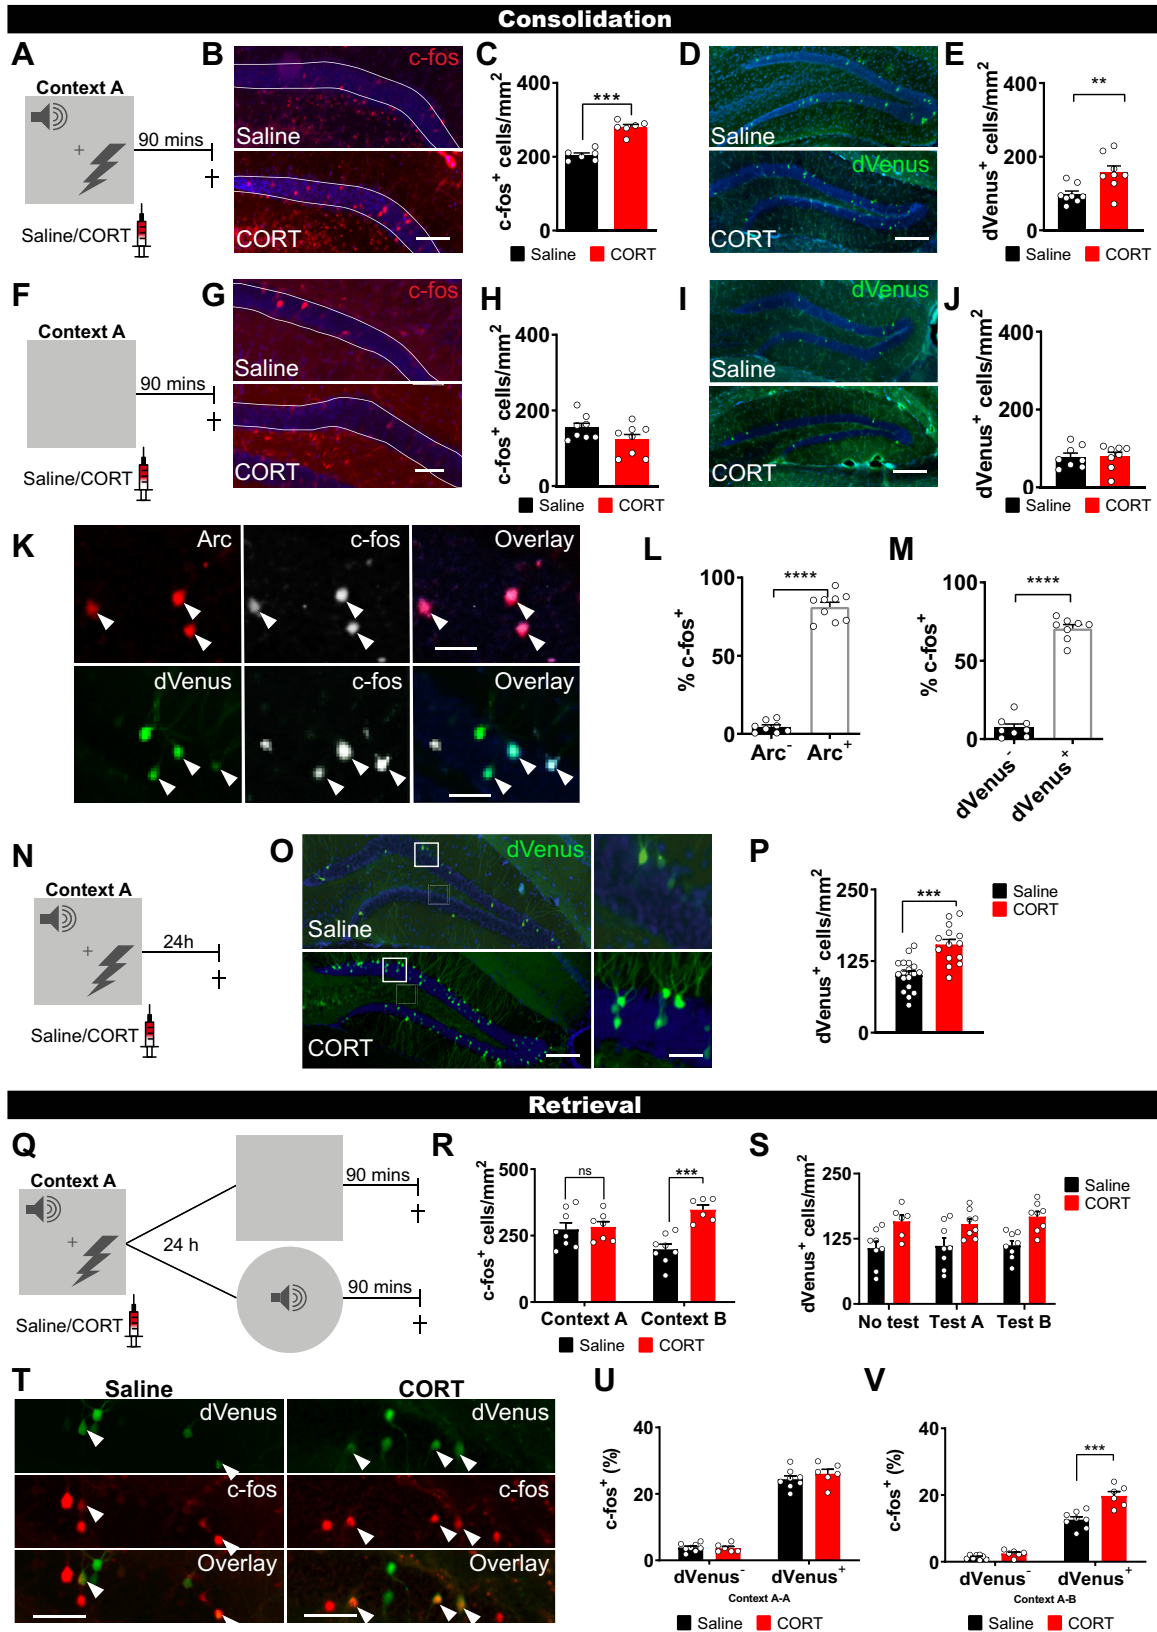 Consolidation
A
Context A
90 mins
Saline/CORT
B
c-fos
Saline
CORT
C
c-fos+ cells/mm2
400
200
0
***
Saline
CORT
D
Saline
dVenus
CORT
E
dVenus+ cells/mm2
400
200
0
**
Saline
CORT
F
Context A
90 mins
Saline/CORT
G
c-fos
Saline
CORT
H
c-fos+ cells/mm2
400
200
0
Saline
CORT
I
dVenus
Saline
CORT
J
dVenus+ cells/mm2
400
200
0
Saline
CORT
K
Arc
c-fos
Overlay
dVenus
c-fos
Overlay
L
% c-fos+
100
50
0
****
Arc-
Arc+
M
% c-fos+
100
50
0
****
dVenus-
dVenus+
N
Context A
24h
Saline/CORT
O
dVenus
Saline
CORT
P
dVenus+ cells/mm2
250
125
0
***
Saline
CORT
Retrieval
Q
Context A
24 h
90 mins
90 mins
Saline/CORT
R
c-fos+ cells/mm2
500
250
0
ns
***
Context A
Context B
Saline
CORT
S
dVenus+ cells/mm2
250
125
0
No test
Test A
Test B
Saline
CORT
T
Saline
CORT
dVenus
dVenus
c-fos
c-fos
Overlay
Overlay
U
c-fos+ (%)
40
20
0
dVenus-
dVenus+
Context A-A
Saline
CORT
V
c-fos+ (%)
40
20
0
***
dVenus-
dVenus+
Context A-B
Saline
CORT